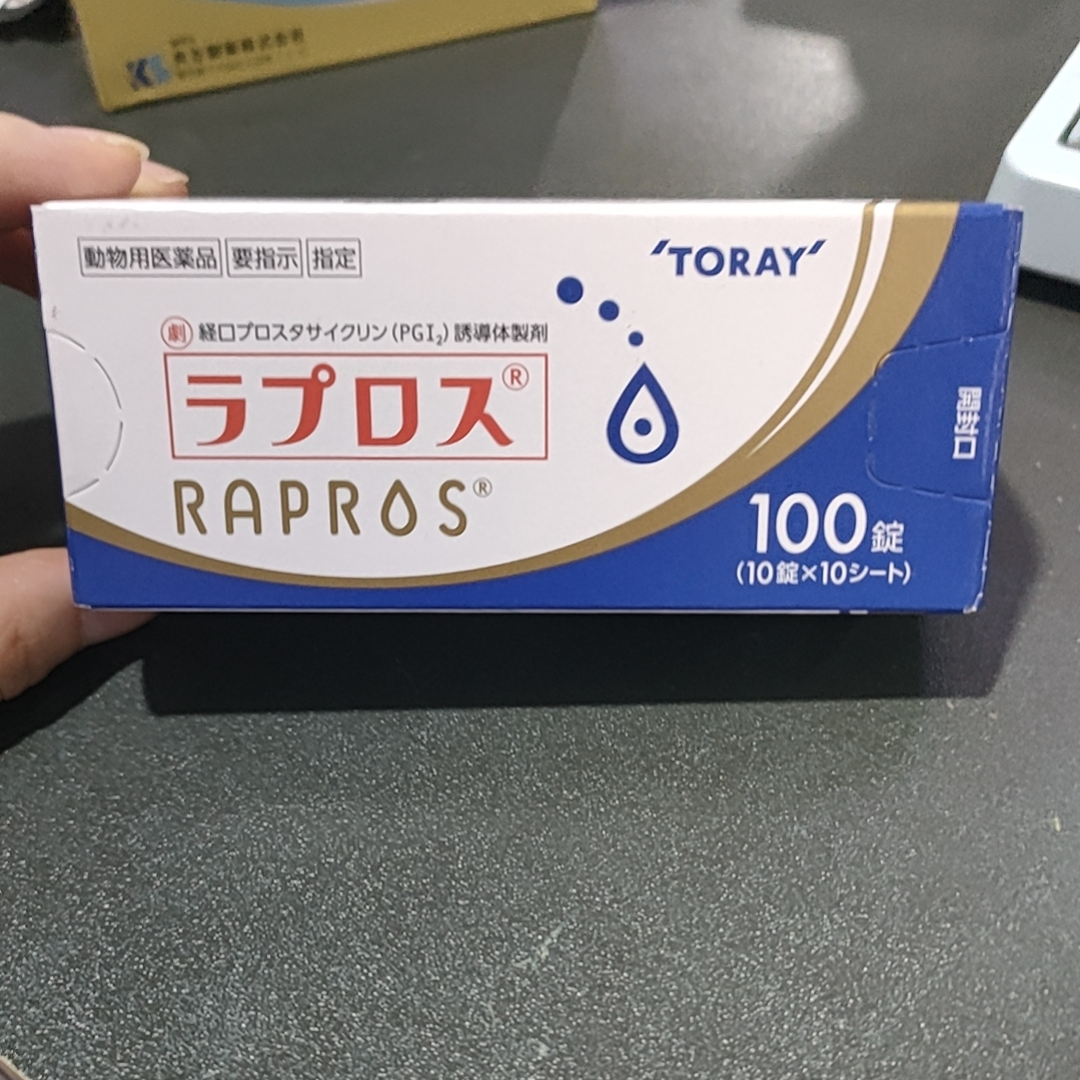 動物用医薬品 要指示 指定
'TORAY'
劇 経口プロスタサイクリン(PGI₂)誘導体製剤
ラプロス®
RAPROS®
開封口
100錠
(10錠×10シート)